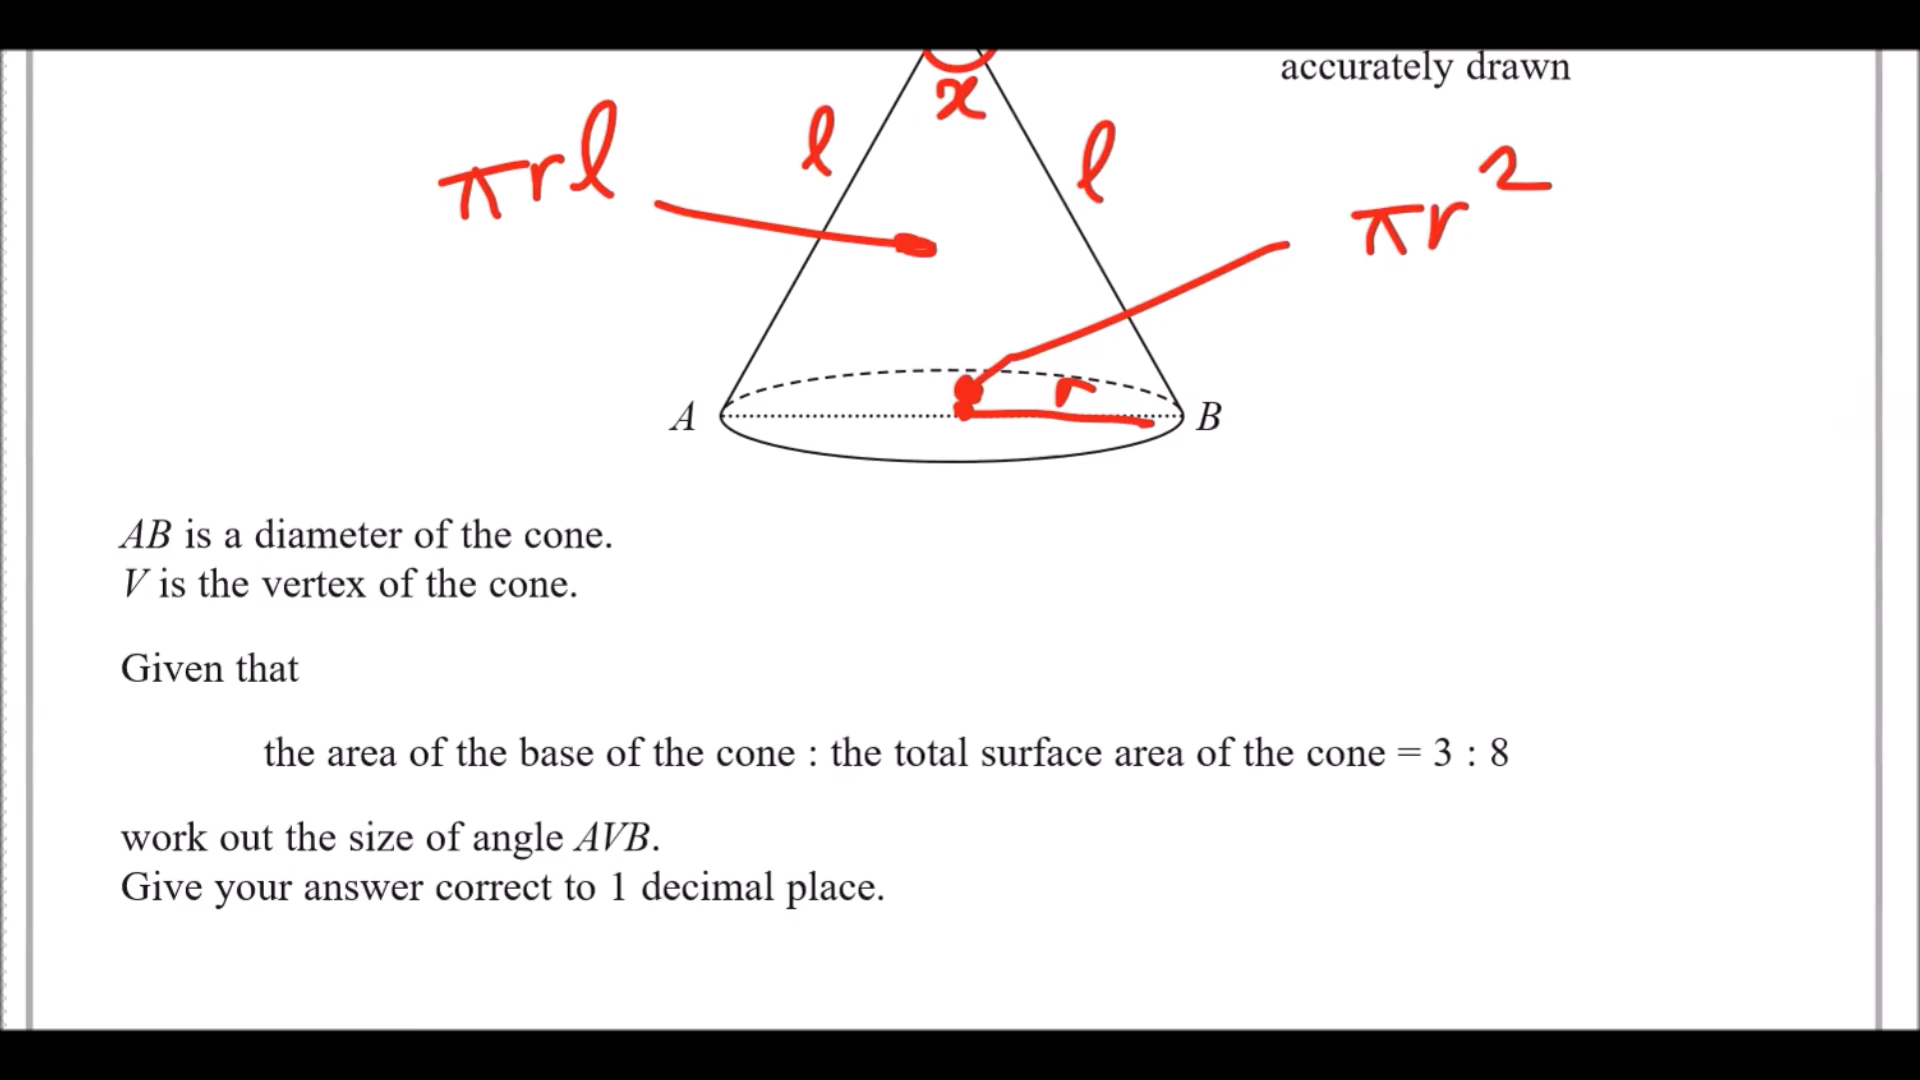 accurately drawn
x
l
l
πrl
πr²
r
A
B
AB is a diameter of the cone.
V is the vertex of the cone.
Given that
the area of the base of the cone : the total surface area of the cone = 3 : 8
work out the size of angle AVB.
Give your answer correct to 1 decimal place.